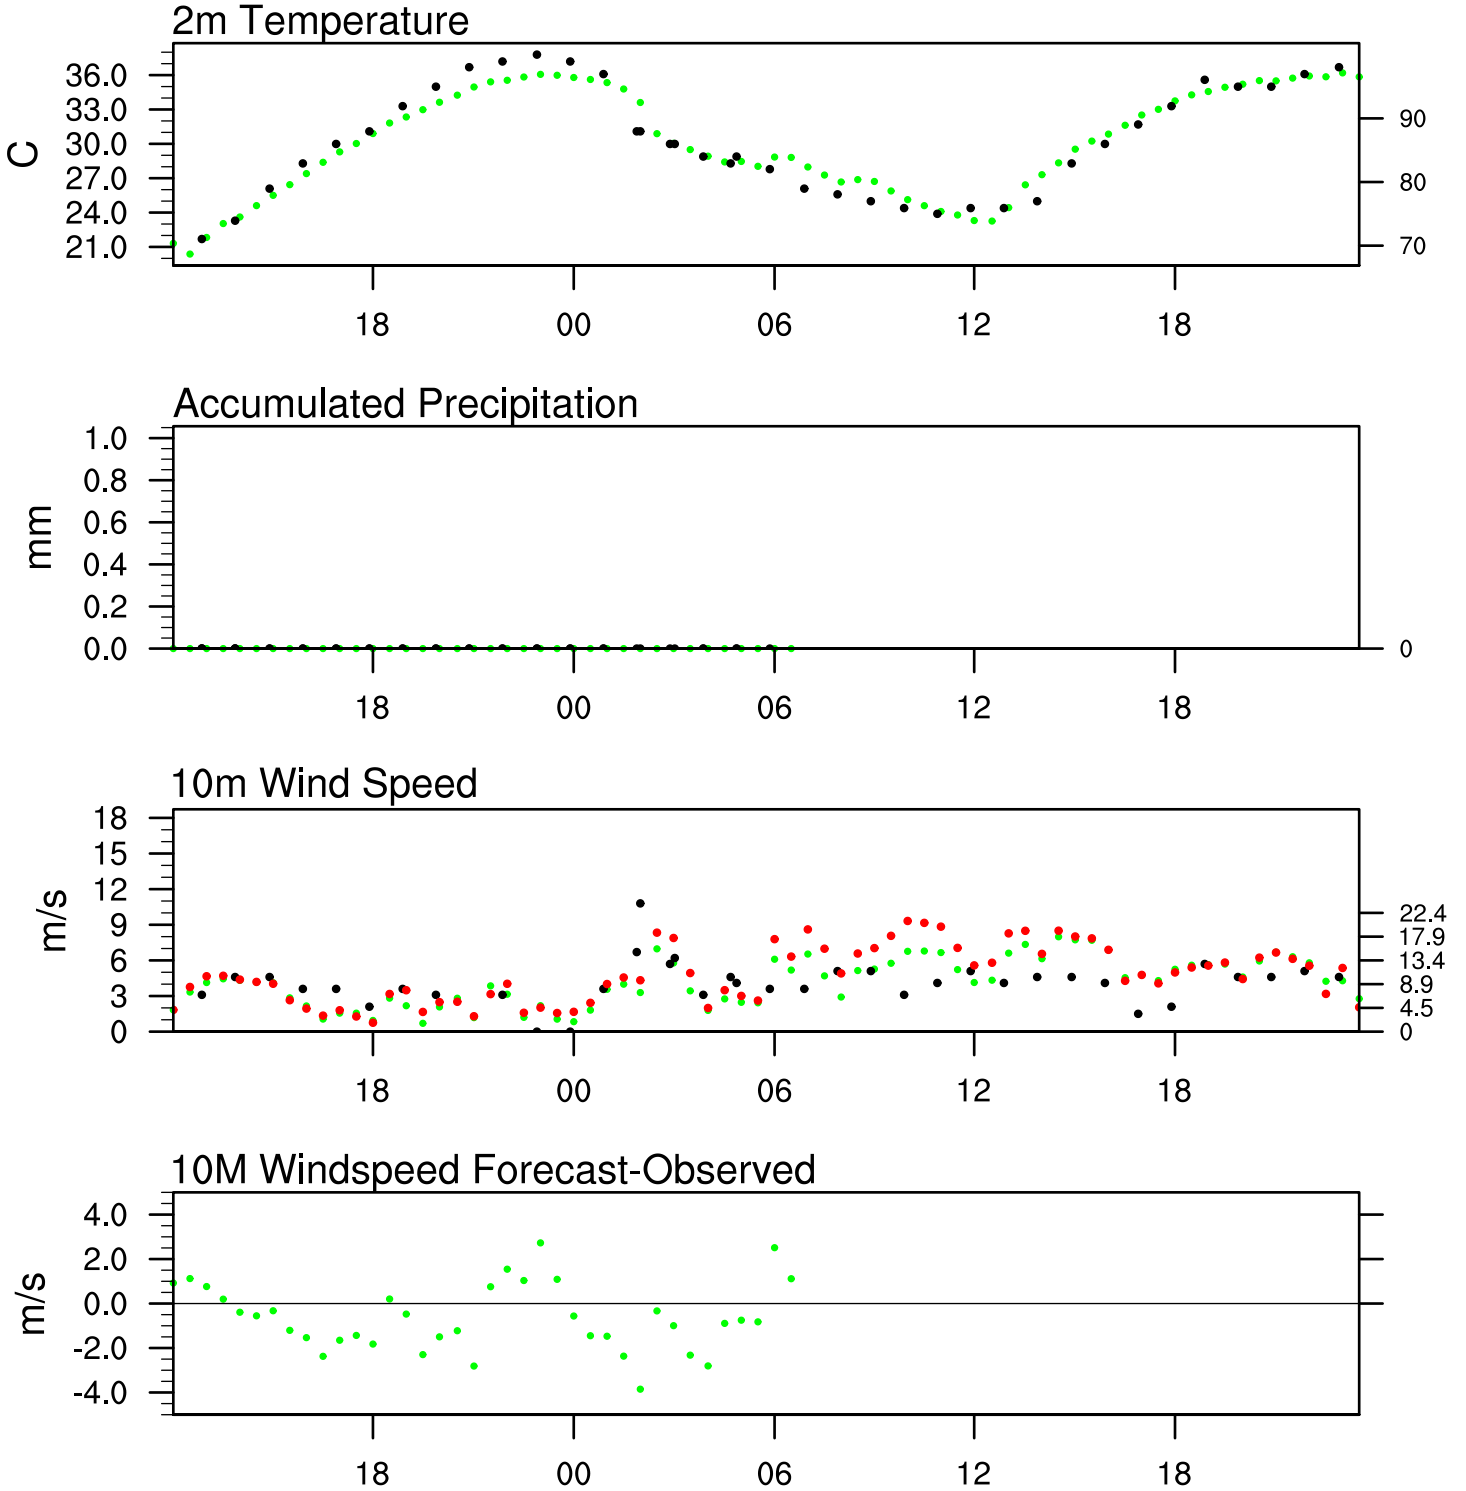 2m Temperature
36.0
33.0
30.0
27.0
24.0
21.0
C
90
80
70
18 00 06 12 18
Accumulated Precipitation
1.0
0.8
0.6
0.4
0.2
0.0
mm
0
18 00 06 12 18
10m Wind Speed
18
15
12
9
6
3
0
m/s
22.4
17.9
13.4
8.9
4.5
0
18 00 06 12 18
10M Windspeed Forecast-Observed
4.0
2.0
0.0
-2.0
-4.0
m/s
18 00 06 12 18